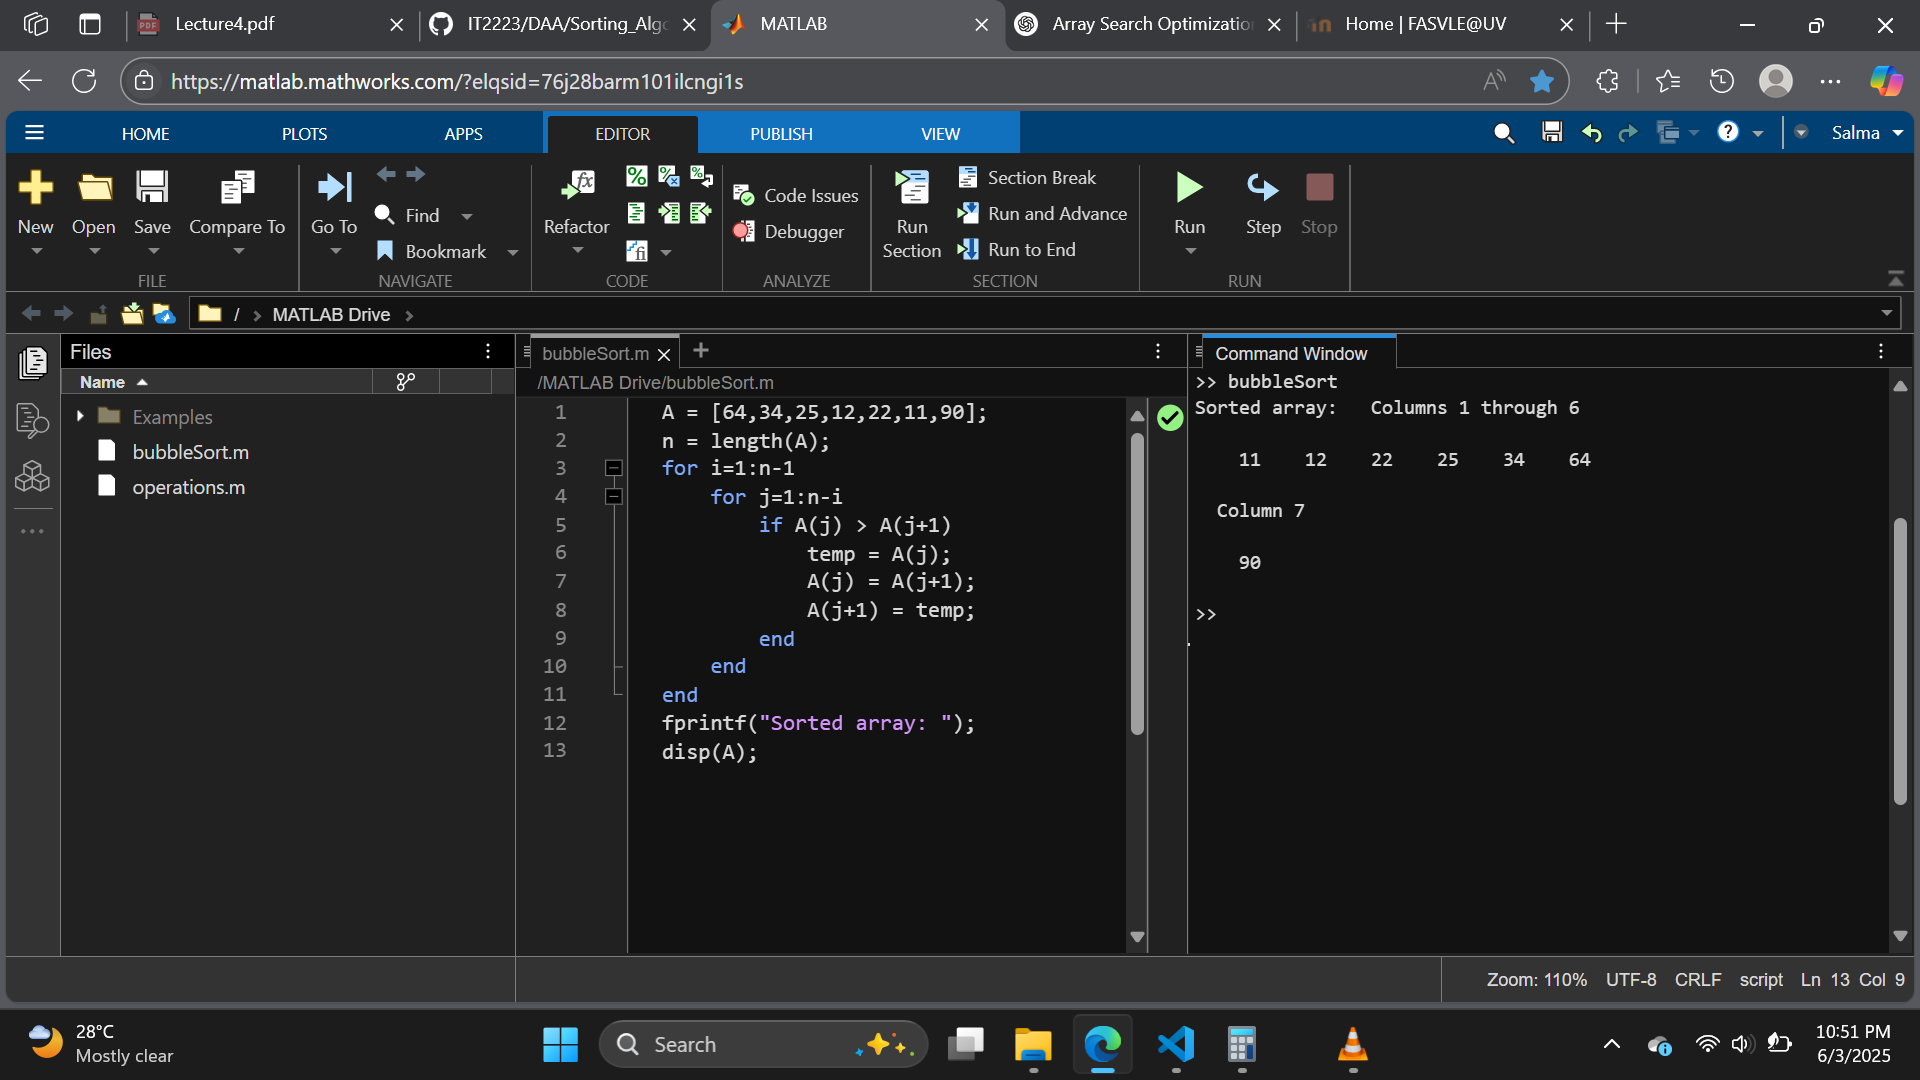 Lecture4.pdf
IT2223/DAA/Sorting_Algo
MATLAB
Array Search Optimization
Home | FASVLE@UV
https://matlab.mathworks.com/?elqsid=76j28barm101ilcngi1s
HOME
PLOTS
APPS
EDITOR
PUBLISH
VIEW
Salma
New
Open
Save
Compare To
FILE
Go To
Find
Bookmark
NAVIGATE
Refactor
CODE
Code Issues
Debugger
ANALYZE
Run Section
Section Break
Run and Advance
Run to End
SECTION
Run
Step
Stop
RUN
/ > MATLAB Drive >
Files
Name
Examples
bubbleSort.m
operations.m
bubbleSort.m
/MATLAB Drive/bubbleSort.m
1 A = [64,34,25,12,22,11,90];
2 n = length(A);
3 for i=1:n-1
4 for j=1:n-i
5 if A(j) > A(j+1)
6 temp = A(j);
7 A(j) = A(j+1);
8 A(j+1) = temp;
9 end
10 end
11 end
12 fprintf("Sorted array: ");
13 disp(A);
Command Window
>> bubbleSort
Sorted array: Columns 1 through 6
11 12 22 25 34 64
Column 7
90
>>
Zoom: 110% UTF-8 CRLF script Ln 13 Col 9
28°C
Mostly clear
Search
10:51 PM
6/3/2025